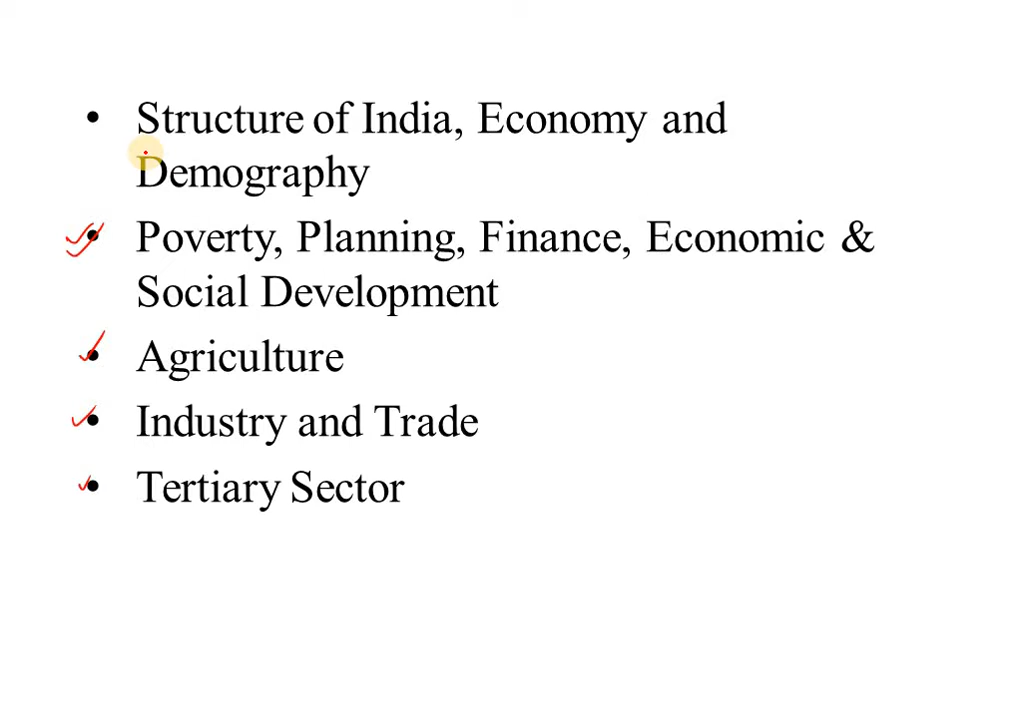 • Structure of India, Economy and
Demography
• Poverty, Planning, Finance, Economic &
Social Development
• Agriculture
• Industry and Trade
• Tertiary Sector